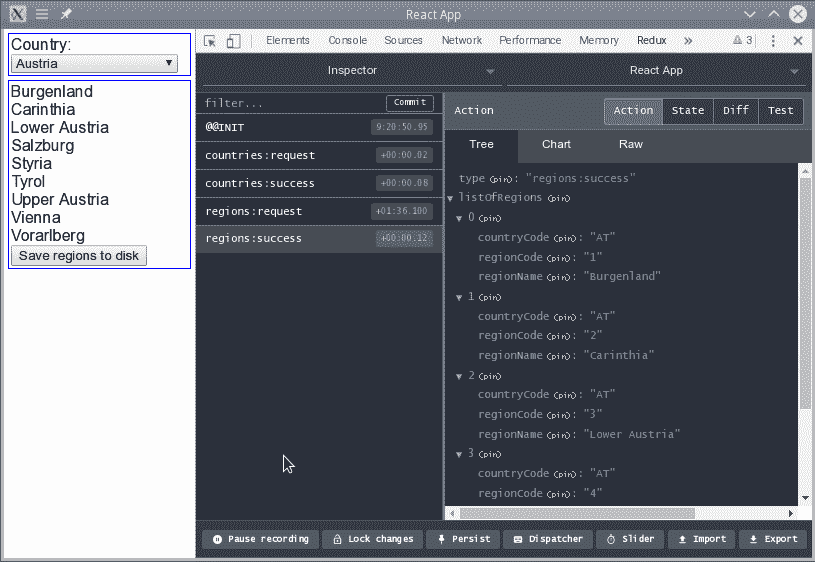 React App
Country:
Austria
Burgenland
Carinthia
Lower Austria
Salzburg
Styria
Tyrol
Upper Austria
Vienna
Vorarlberg
Save regions to disk
Elements Console Sources Network Performance Memory Redux » 3
Inspector React App
filter... Commit
@@INIT 9:20:50.95
countries:request +00:00.02
countries:success +00:00.08
regions:request +01:36.100
regions:success +00:00.12
Action Action State Diff Test
Tree Chart Raw
type (pin): "regions:success"
listOfRegions (pin)
0 (pin)
countryCode (pin): "AT"
regionCode (pin): "1"
regionName (pin): "Burgenland"
1 (pin)
countryCode (pin): "AT"
regionCode (pin): "2"
regionName (pin): "Carinthia"
2 (pin)
countryCode (pin): "AT"
regionCode (pin): "3"
regionName (pin): "Lower Austria"
3 (pin)
countryCode (pin): "AT"
regionCode (pin): "4"
Pause recording Lock changes Persist Dispatcher Slider Import Export